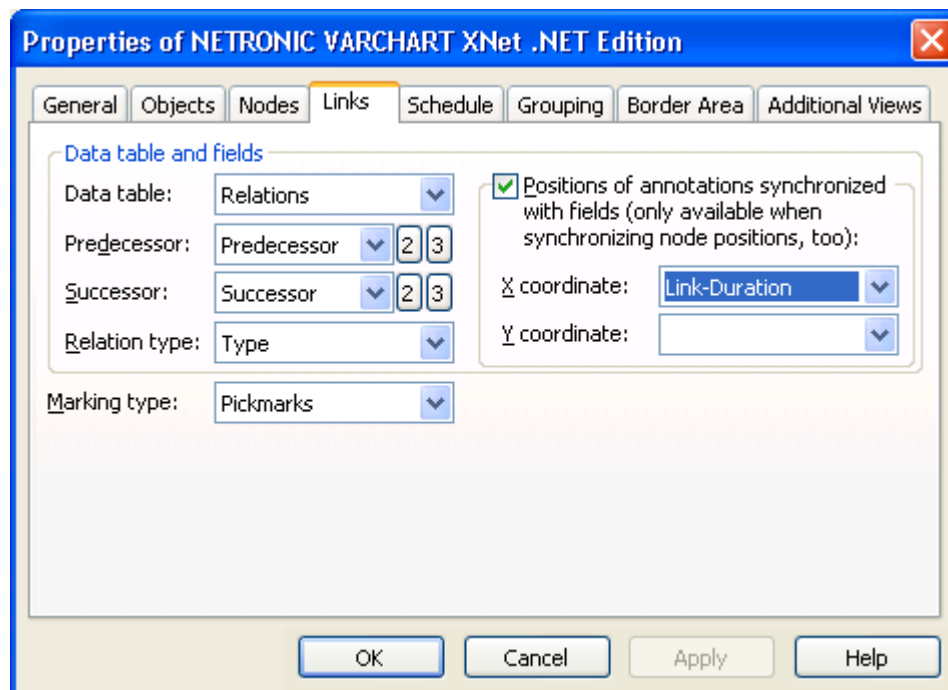 Properties of NETRONIC VARCHART XNet .NET Edition
General Objects Nodes Links Schedule Grouping Border Area Additional Views
Data table and fields
Data table: Relations
Predecessor: Predecessor 2 3
Successor: Successor 2 3
Relation type: Type
Positions of annotations synchronized
with fields (only available when
synchronizing node positions, too):
X coordinate: Link-Duration
Y coordinate:
Marking type: Pickmarks
OK Cancel Apply Help